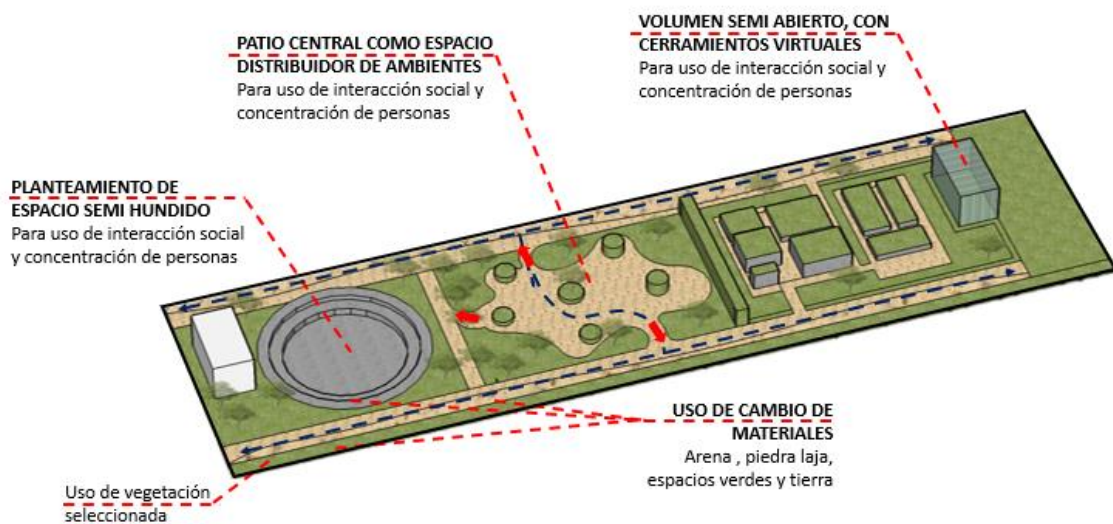 VOLUMEN SEMI ABIERTO, CON
CERRAMIENTOS VIRTUALES
Para uso de interacción social y
concentración de personas
PATIO CENTRAL COMO ESPACIO
DISTRIBUIDOR DE AMBIENTES
Para uso de interacción social y
concentración de personas
PLANTEAMIENTO DE
ESPACIO SEMI HUNDIDO
Para uso de interacción social
y concentración de personas
USO DE CAMBIO DE
MATERIALES
Arena , piedra laja,
espacios verdes y tierra
Uso de vegetación
seleccionada